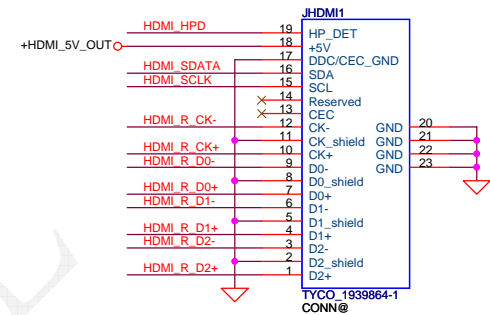 JHDMI1
HDMI_HPD 19 HP_DET
+HDMI_5V_OUT 18 +5V
17 DDC/CEC_GND
HDMI_SDATA 16 SDA
HDMI_SCLK 15 SCL
14 Reserved
13 CEC
HDMI_R_CK- 12 CK- GND 20
11 CK_shield GND 21
HDMI_R_CK+ 10 CK+ GND 22
HDMI_R_D0- 9 D0- GND 23
8 D0_shield
HDMI_R_D0+ 7 D0+
HDMI_R_D1- 6 D1-
5 D1_shield
HDMI_R_D1+ 4 D1+
HDMI_R_D2- 3 D2-
2 D2_shield
HDMI_R_D2+ 1 D2+
TYCO_1939864-1
CONN@